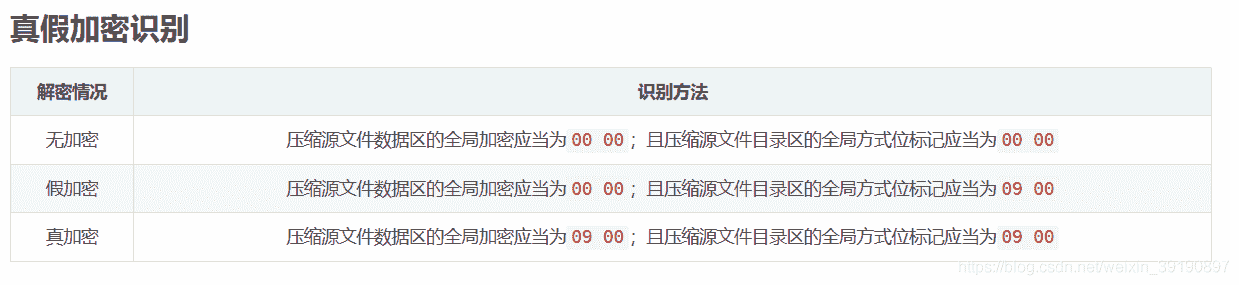 真假加密识别
解密情况 识别方法
无加密 压缩源文件数据区的全局加密应当为 00 00 ；且压缩源文件目录区的全局方式位标记应当为 00 00
假加密 压缩源文件数据区的全局加密应当为 00 00 ；且压缩源文件目录区的全局方式位标记应当为 09 00
真加密 压缩源文件数据区的全局加密应当为 09 00 ；且压缩源文件目录区的全局方式位标记应当为 09 00
https://blog.csdn.net/weixin_39190897